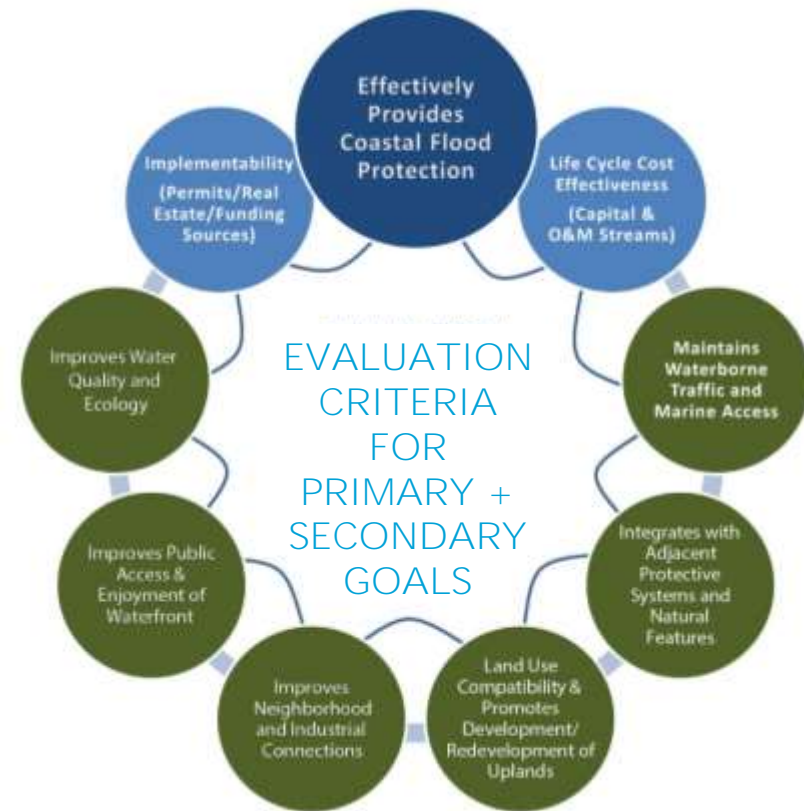 Effectively
Provides
Coastal Flood
Protection
Life Cycle Cost
Effectiveness
(Capital &
O&M Streams)
Maintains
Waterborne
Traffic and
Marine Access
Integrates with
Adjacent
Protective
Systems and
Natural
Features
Land Use
Compatibility &
Promotes
Development/
Redevelopment of
Uplands
Improves
Neighborhood
and Industrial
Connections
Improves Public
Access &
Enjoyment of
Waterfront
Improves Water
Quality and
Ecology
Implementability
(Permits/Real
Estate/Funding
Sources)
EVALUATION
CRITERIA
FOR
PRIMARY +
SECONDARY
GOALS